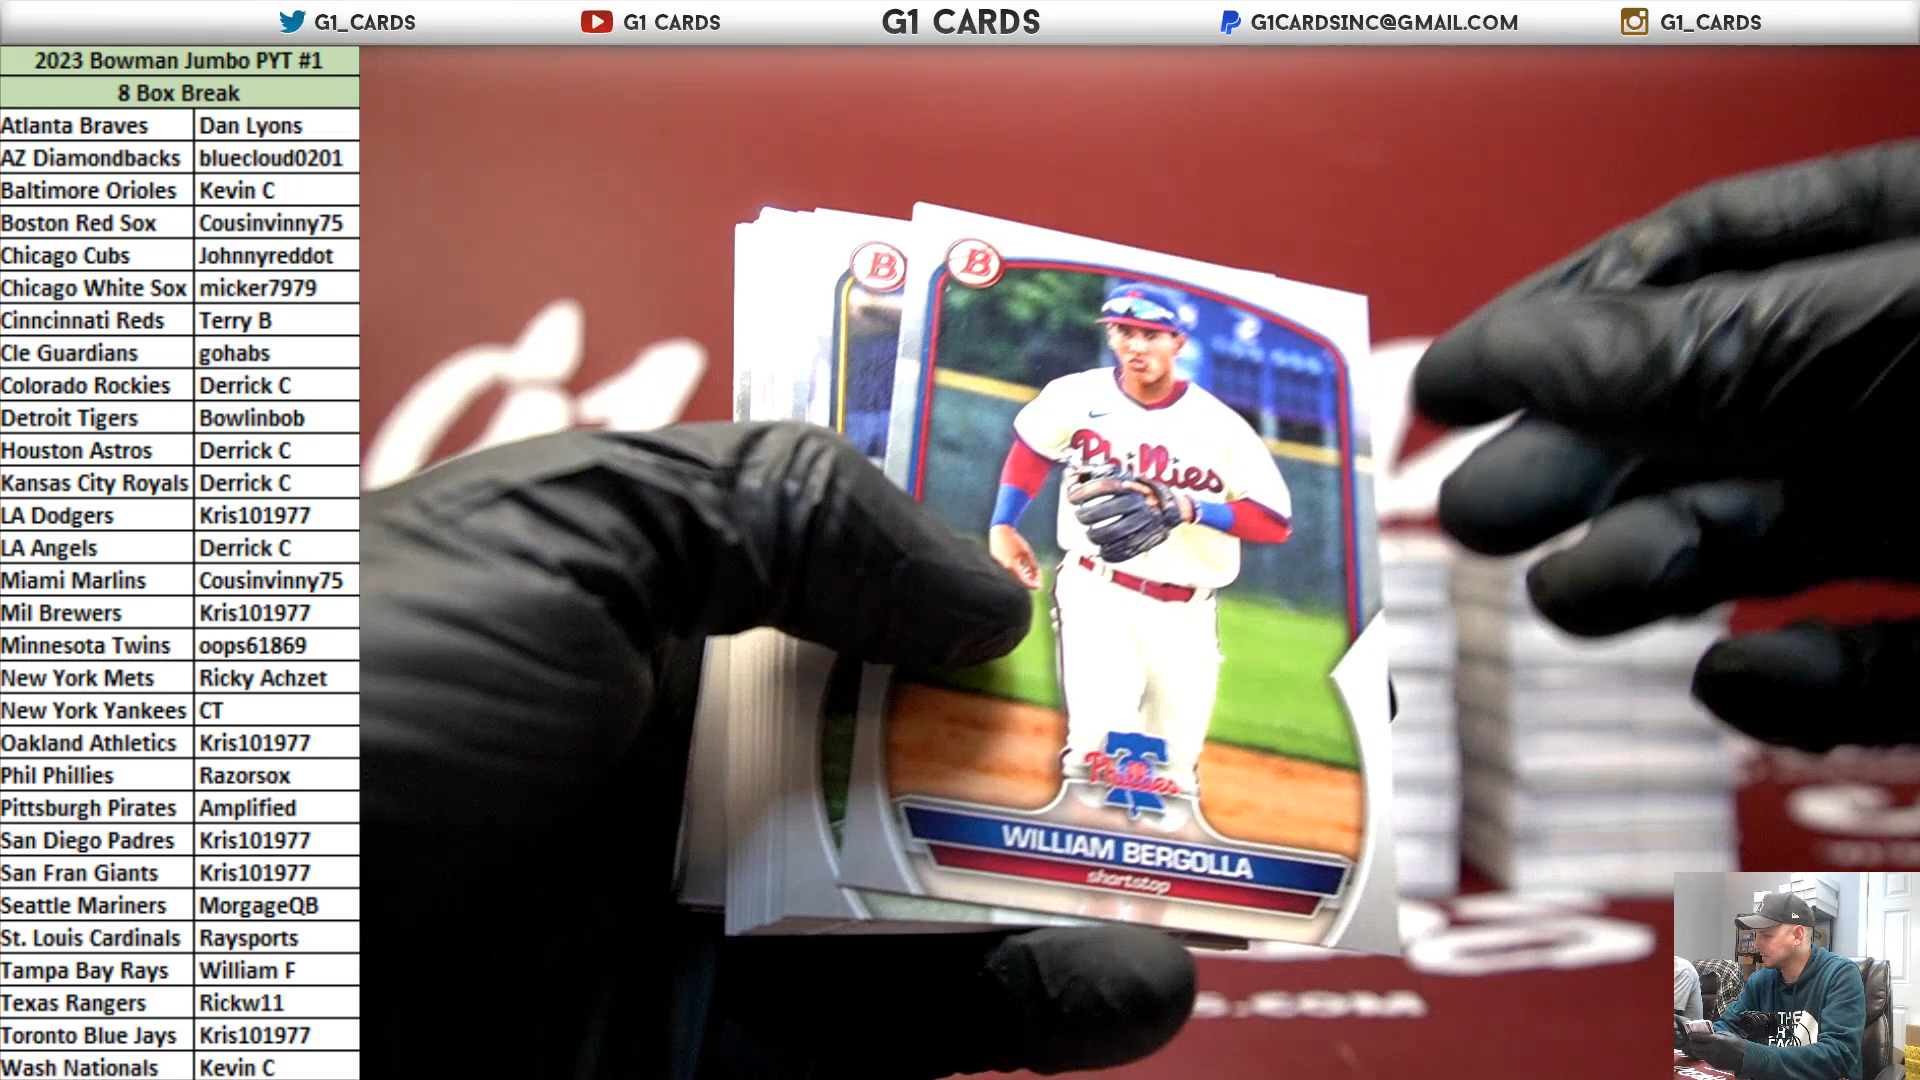 G1_CARDS G1 CARDS G1 CARDS G1CARDSINC@GMAIL.COM G1_CARDS
2023 Bowman Jumbo PYT #1
8 Box Break
Atlanta Braves Dan Lyons
AZ Diamondbacks bluecloud0201
Baltimore Orioles Kevin C
Boston Red Sox Cousinvinny75
Chicago Cubs Johnnyreddot
Chicago White Sox micker7979
Cinncinnati Reds Terry B
Cle Guardians gohabs
Colorado Rockies Derrick C
Detroit Tigers Bowlinbob
Houston Astros Derrick C
Kansas City Royals Derrick C
LA Dodgers Kris101977
LA Angels Derrick C
Miami Marlins Cousinvinny75
Mil Brewers Kris101977
Minnesota Twins oops61869
New York Mets Ricky Achzet
New York Yankees CT
Oakland Athletics Kris101977
Phil Phillies Razorsox
Pittsburgh Pirates Amplified
San Diego Padres Kris101977
San Fran Giants Kris101977
Seattle Mariners MorgageQB
St. Louis Cardinals Raysports
Tampa Bay Rays William F
Texas Rangers Rickw11
Toronto Blue Jays Kris101977
Wash Nationals Kevin C
B B
Phillies
Phillies
WILLIAM BERGOLLA
shortstop
THE